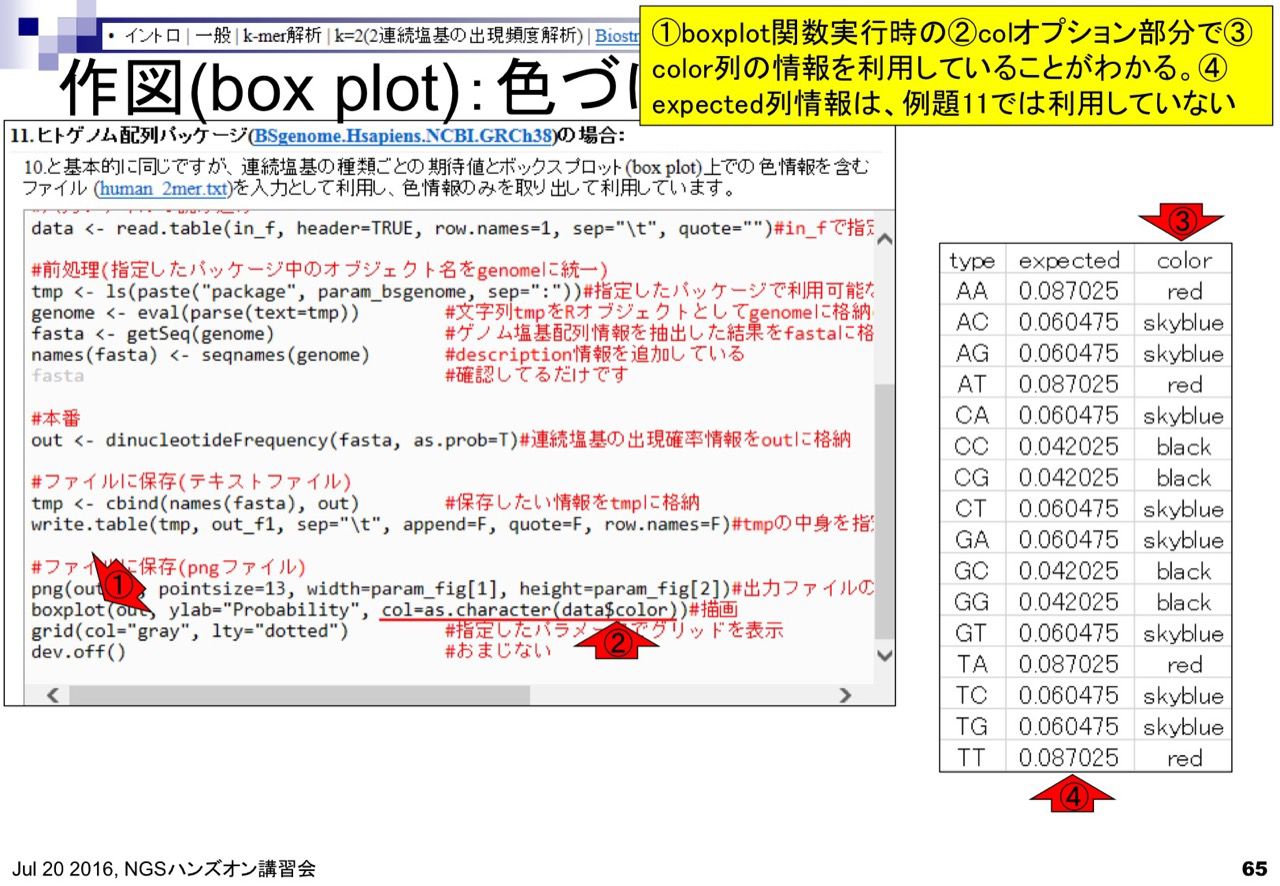 • イントロ | 一般 | k-mer解析 | k=2(2連続塩基の出現頻度解析) | Biostr
①boxplot関数実行時の②colオプション部分で③
color列の情報を利用していることがわかる。④
expected列情報は、例題11では利用していない
作図(box plot):色づけ
11.ヒトゲノム配列パッケージ(BSgenome.Hsapiens.NCBI.GRCh38)の場合:
10.と基本的に同じですが、連続塩基の種類ごとの期待値とボックスプロット(box plot)上での色情報を含む
ファイル (human_2mer.txt)を入力として利用し、色情報のみを取り出して利用しています。
data <- read.table(in_f, header=TRUE, row.names=1, sep="\t", quote="")#in_fで指定
#前処理(指定したパッケージ中のオブジェクト名をgenomeに統一)
tmp <- ls(paste("package", param_bsgenome, sep=":"))#指定したパッケージで利用可能な
genome <- eval(parse(text=tmp)) #文字列tmpをRオブジェクトとしてgenomeに格納
fasta <- getSeq(genome) #ゲノム塩基配列情報を抽出した結果をfastaに格
names(fasta) <- seqnames(genome) #description情報を追加している
fasta #確認してるだけです
#本番
out <- dinucleotideFrequency(fasta, as.prob=T)#連続塩基の出現確率情報をoutに格納
#ファイルに保存(テキストファイル)
tmp <- cbind(names(fasta), out) #保存したい情報をtmpに格納
write.table(tmp, out_f1, sep="\t", append=F, quote=F, row.names=F)#tmpの中身を指定
#ファイルに保存(pngファイル)
png(out pointsize=13, width=param_fig[1], height=param_fig[2])#出力ファイルの
boxplot(out, ylab="Probability", col=as.character(data$color))#描画
grid(col="gray", lty="dotted") #指定したパラメータでグリッドを表示
dev.off() #おまじない
①
②
③
type expected color
AA 0.087025 red
AC 0.060475 skyblue
AG 0.060475 skyblue
AT 0.087025 red
CA 0.060475 skyblue
CC 0.042025 black
CG 0.042025 black
CT 0.060475 skyblue
GA 0.060475 skyblue
GC 0.042025 black
GG 0.042025 black
GT 0.060475 skyblue
TA 0.087025 red
TC 0.060475 skyblue
TG 0.060475 skyblue
TT 0.087025 red
④
Jul 20 2016, NGSハンズオン講習会
65